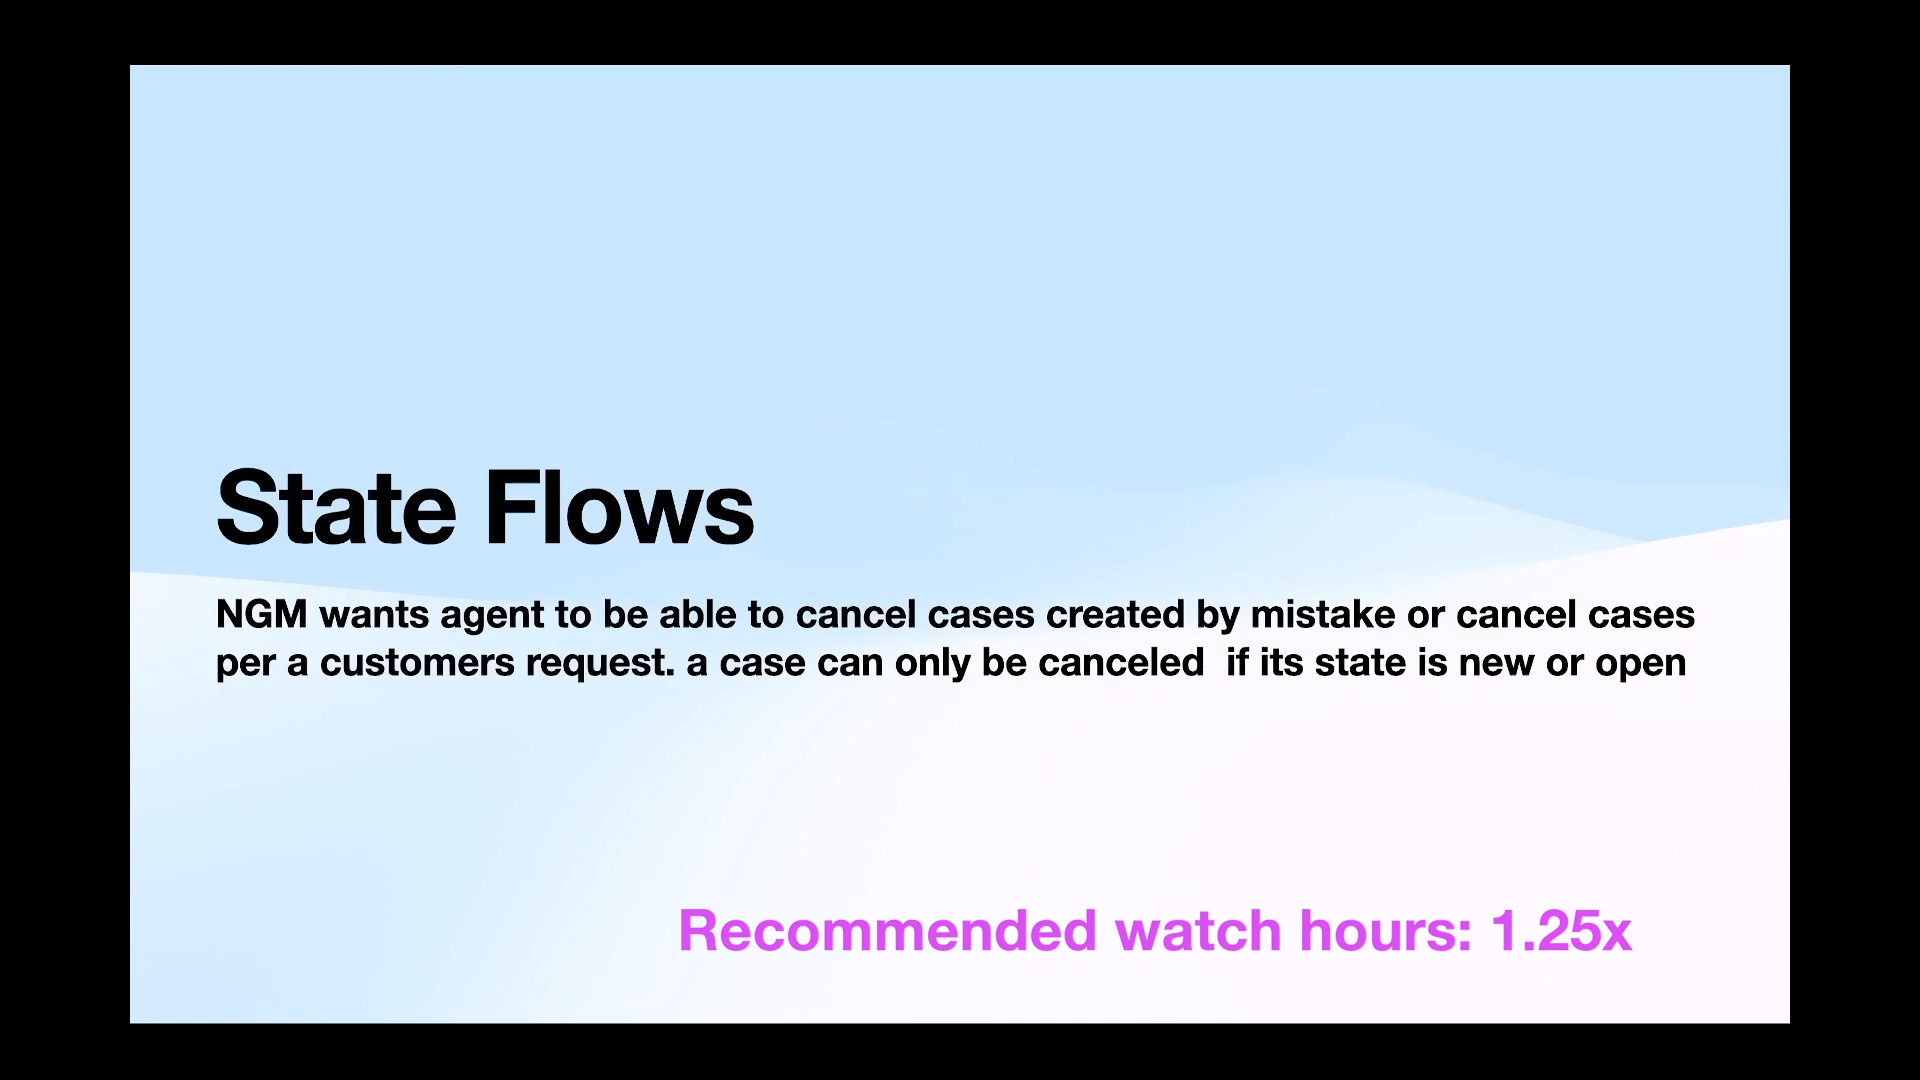 State Flows
NGM wants agent to be able to cancel cases created by mistake or cancel cases
per a customers request. a case can only be canceled  if its state is new or open
Recommended watch hours: 1.25x